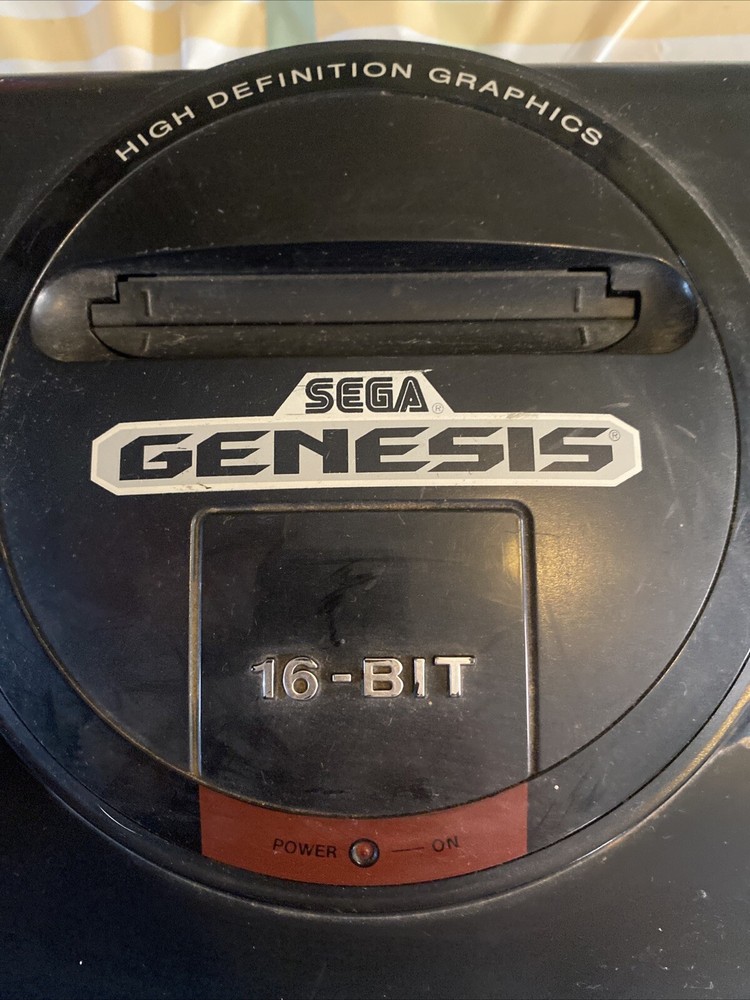 HIGH DEFINITION GRAPHICS
SEGA®
GENESIS®
16-BIT
POWER — ON